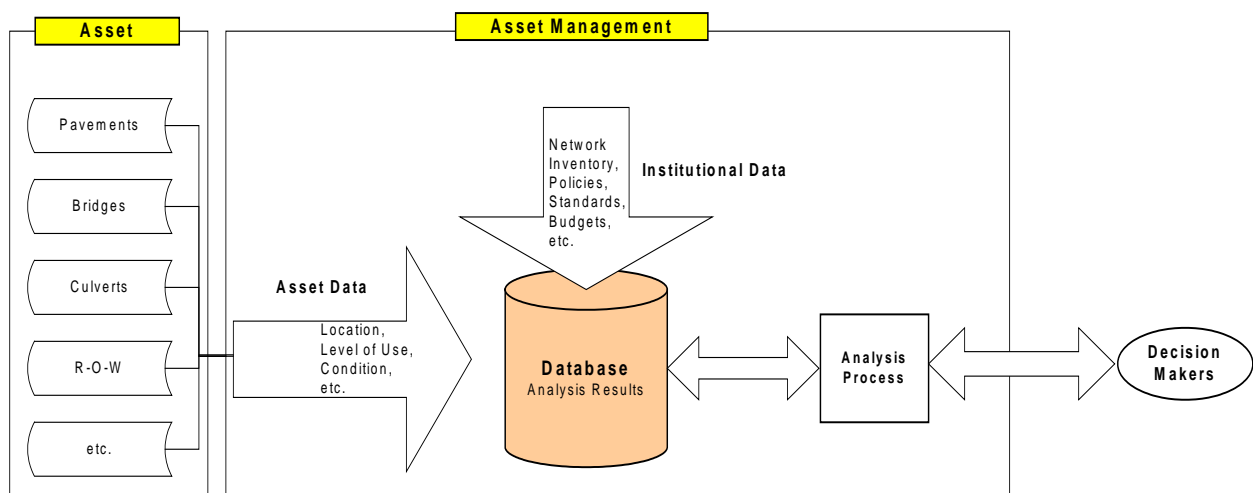 Asset
Asset Management
Pavements
Bridges
Culverts
R-O-W
etc.
Asset Data
Location,
Level of Use,
Condition,
etc.
Network
Inventory,
Policies,
Standards,
Budgets,
etc.
Institutional Data
Database
Analysis Results
Analysis
Process
Decision
Makers